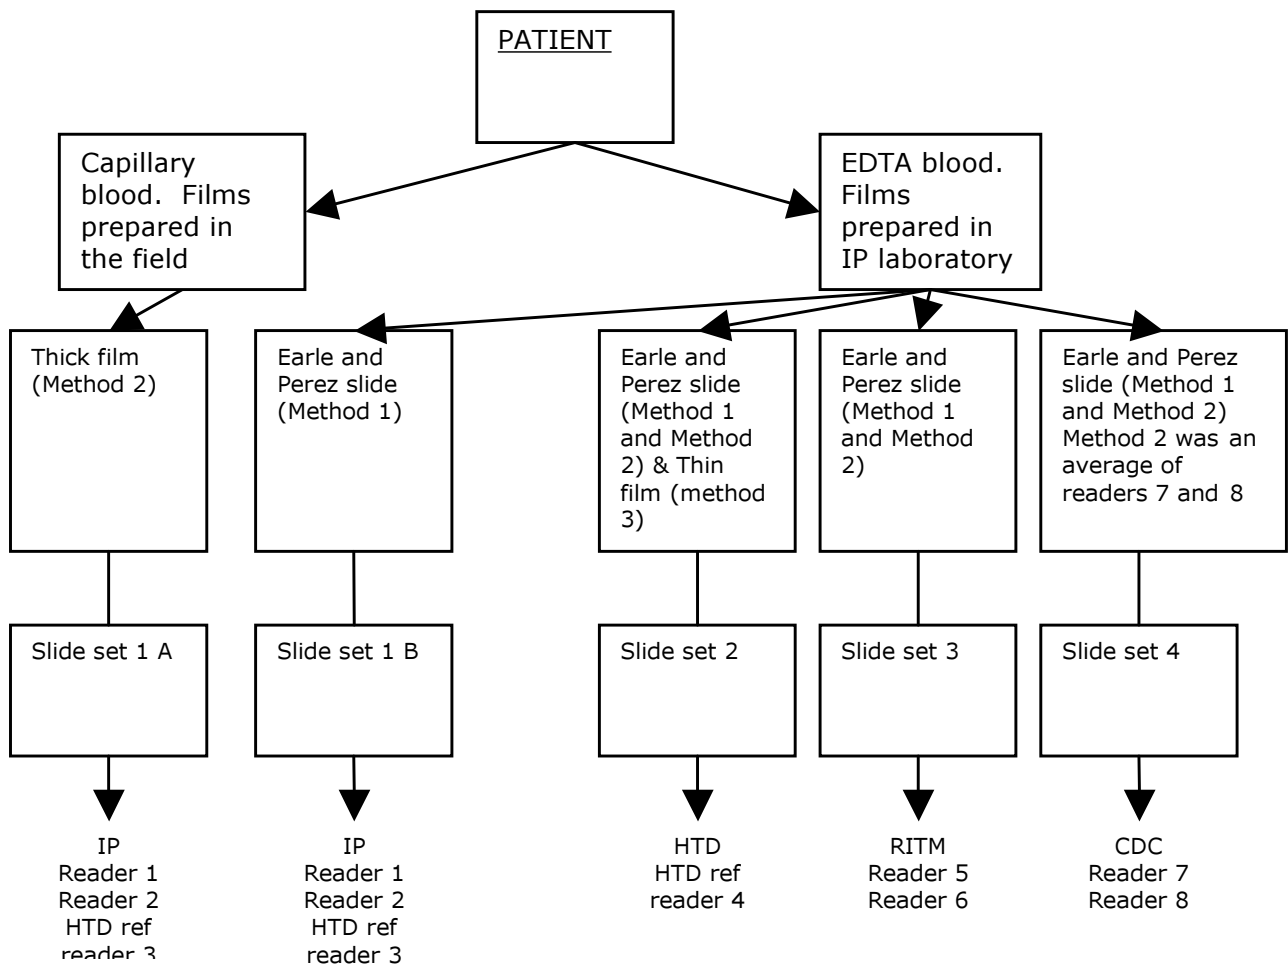 PATIENT
Capillary
blood.  Films
prepared in
the field
EDTA blood.
Films
prepared in
IP laboratory
Thick film
(Method 2)
Earle and
Perez slide
(Method 1)
Earle and
Perez slide
(Method 1
and Method
2) & Thin
film (method
3)
Earle and
Perez slide
(Method 1
and Method
2)
Earle and Perez
slide (Method 1
and Method 2)
Method 2 was an
average of
readers 7 and 8
Slide set 1 A
Slide set 1 B
Slide set 2
Slide set 3
Slide set 4
IP
Reader 1
Reader 2
HTD ref
reader 3
IP
Reader 1
Reader 2
HTD ref
reader 3
HTD
HTD ref
reader 4
RITM
Reader 5
Reader 6
CDC
Reader 7
Reader 8